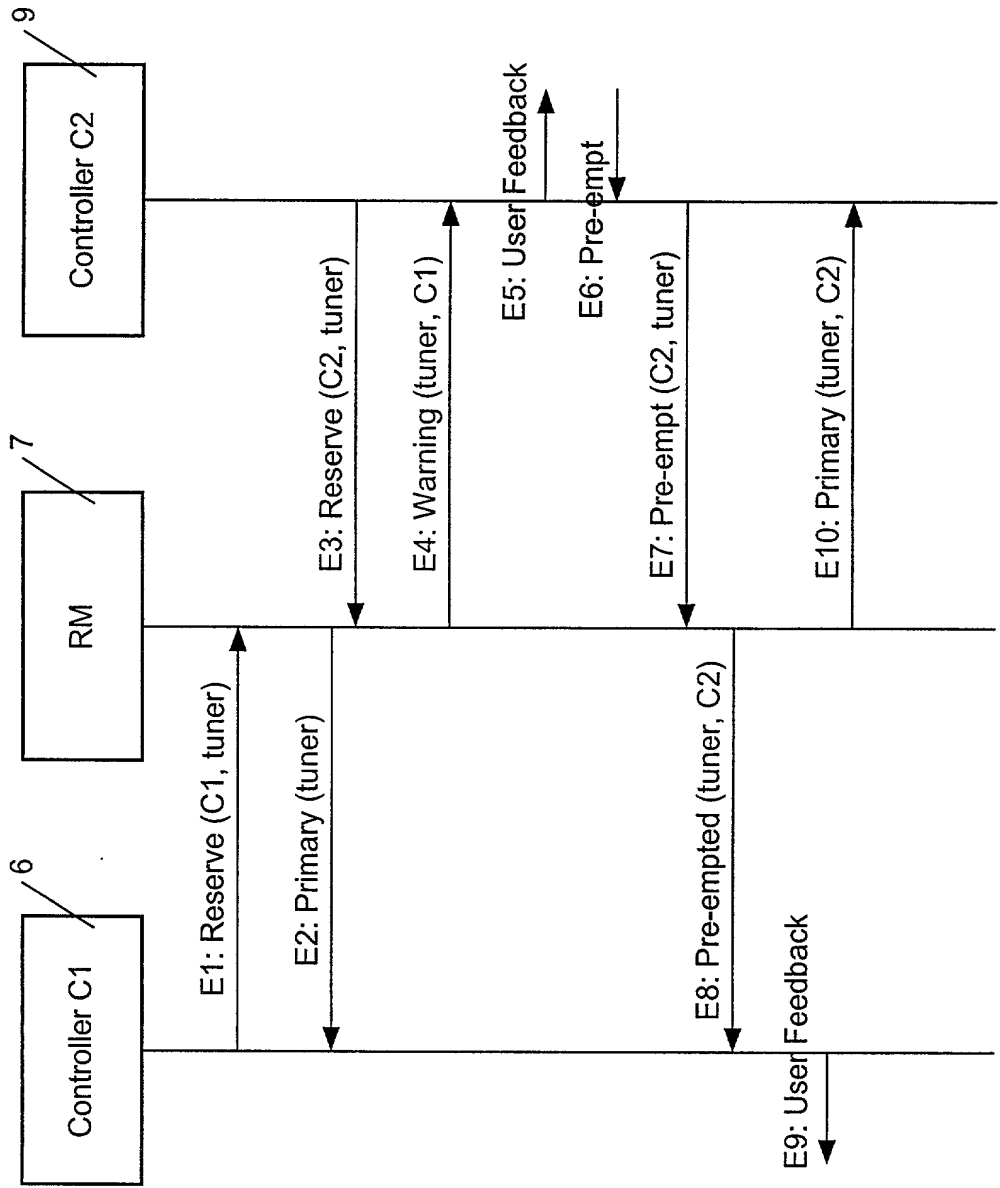 Controller C1
6
RM
7
Controller C2
9
E1: Reserve (C1, tuner)
E2: Primary (tuner)
E3: Reserve (C2, tuner)
E4: Warning (tuner, C1)
E5: User Feedback
E6: Pre-empt
E7: Pre-empt (C2, tuner)
E8: Pre-empted (tuner, C2)
E9: User Feedback
E10: Primary (tuner, C2)